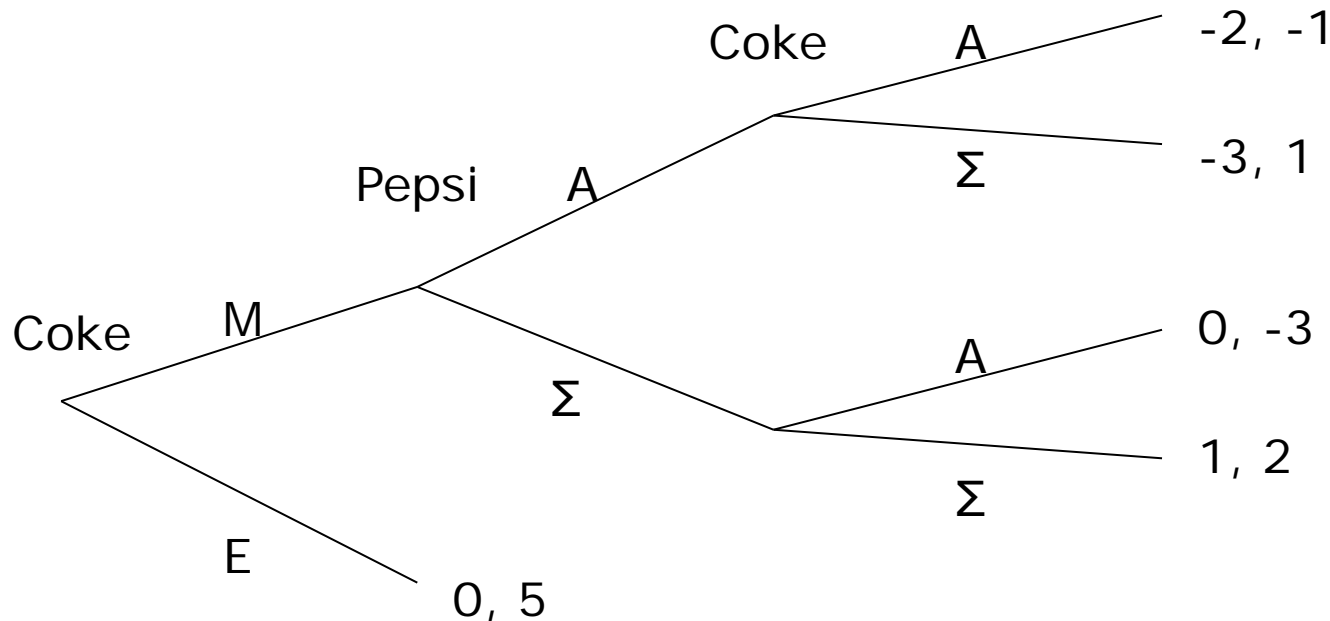 Coke
A
-2, -1
Σ
-3, 1
Pepsi
A
Coke
M
Σ
A
0, -3
Σ
1, 2
E
0, 5